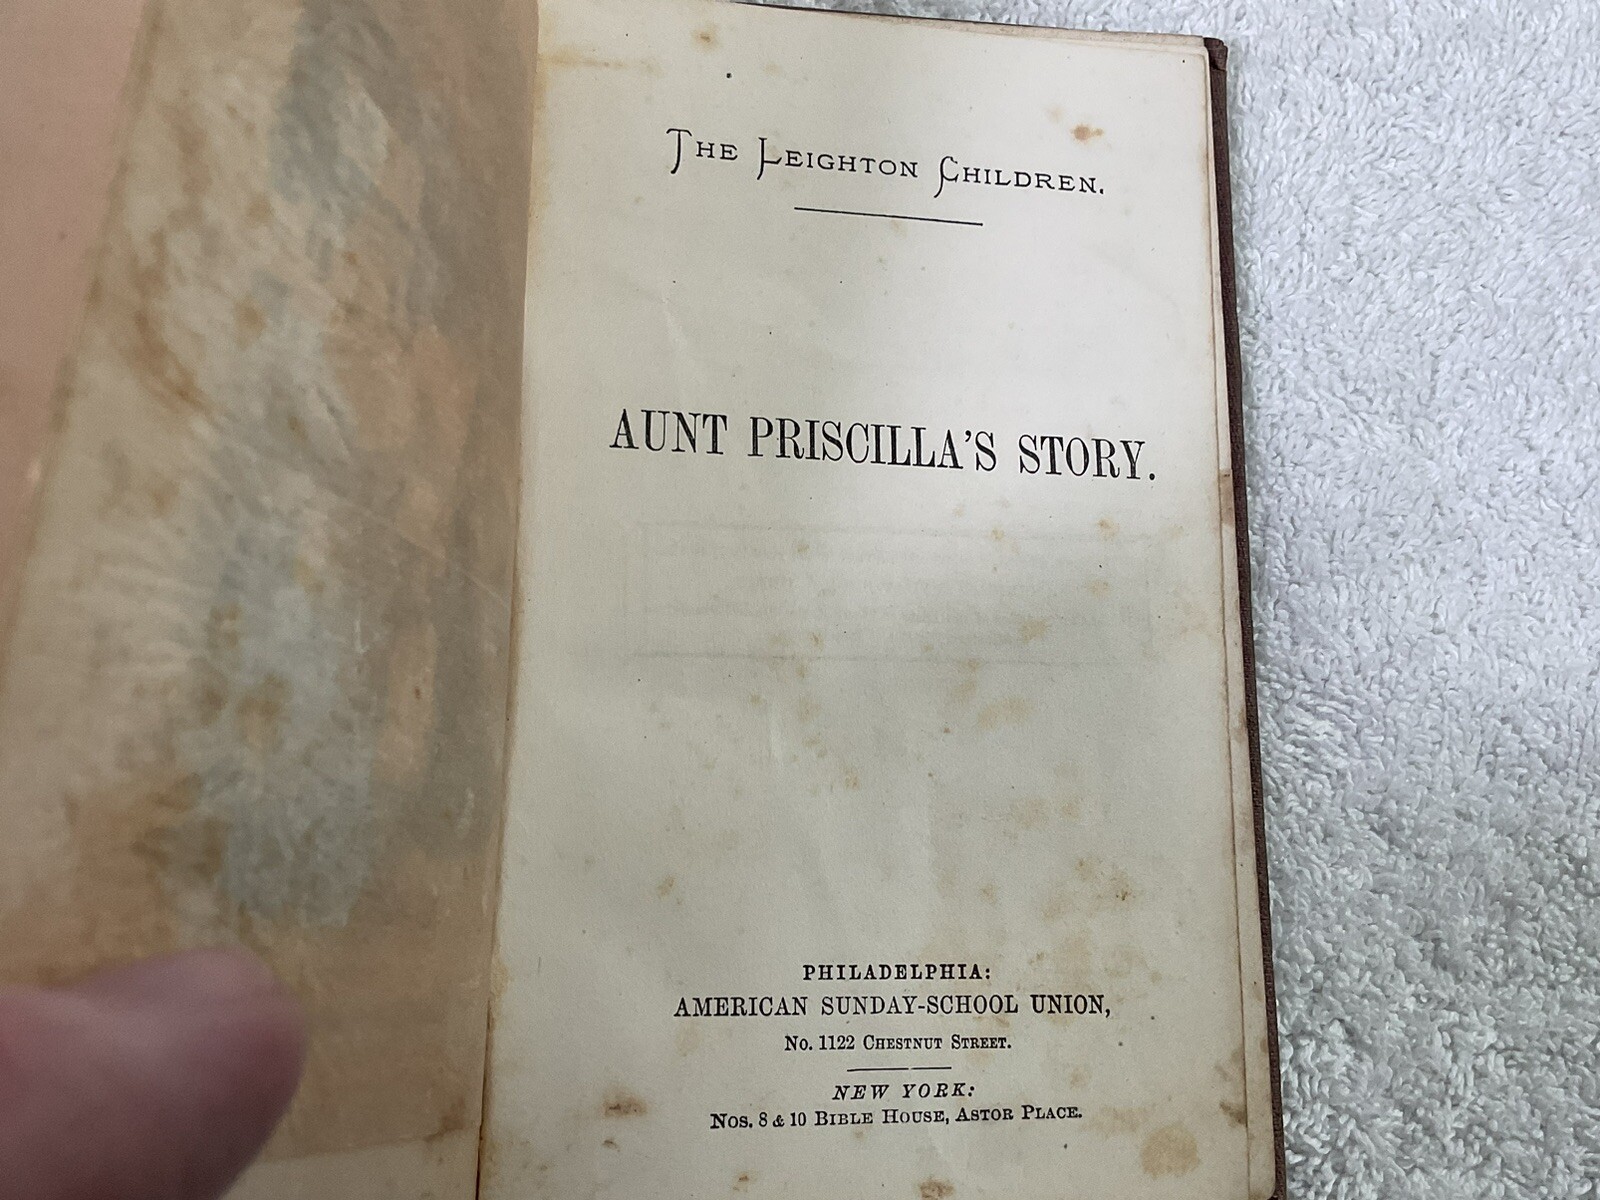 The Leighton Children.
AUNT PRISCILLA'S STORY.
PHILADELPHIA:
AMERICAN SUNDAY-SCHOOL UNION,
No. 1122 Chestnut Street.
NEW YORK:
Nos. 8 & 10 Bible House, Astor Place.